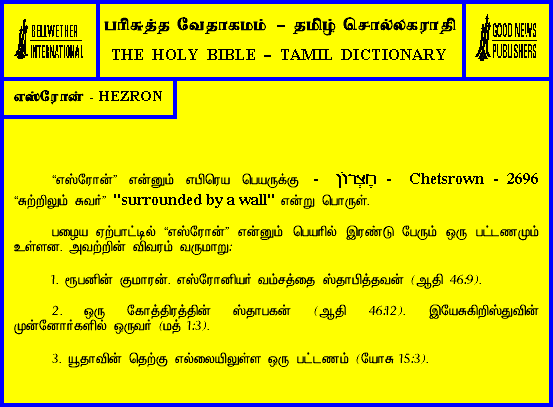 BELLWETHER
INTERNATIONAL
பரிசுத்த வேதாகமம் – தமிழ் சொல்லகராதி
THE HOLY BIBLE – TAMIL DICTIONARY
GOOD NEWS
PUBLISHERS
எஸ்ரோன் - HEZRON
“எஸ்ரோன்” என்னும் எபிரெய பெயருக்கு - חֶצְרוֹן - Chetsrown - 2696
“சுற்றிலும் சுவர்” "surrounded by a wall" என்று பொருள்.
பழைய ஏற்பாட்டில் “எஸ்ரோன்” என்னும் பெயரில் இரண்டு பேரும் ஒரு பட்டணமும்
உள்ளன. அவற்றின் விவரம் வருமாறு:
1. ரூபனின் குமாரன். எஸ்ரோனியர் வம்சத்தை ஸ்தாபித்தவன் (ஆதி 46:9).
2. ஒரு கோத்திரத்தின் ஸ்தாபகன் (ஆதி 46:12). இயேசுகிறிஸ்துவின்
முன்னோர்களில் ஒருவர் (மத் 1:3).
3. யூதாவின் தெற்கு எல்லையிலுள்ள ஒரு பட்டணம் (யோசு 15:3).